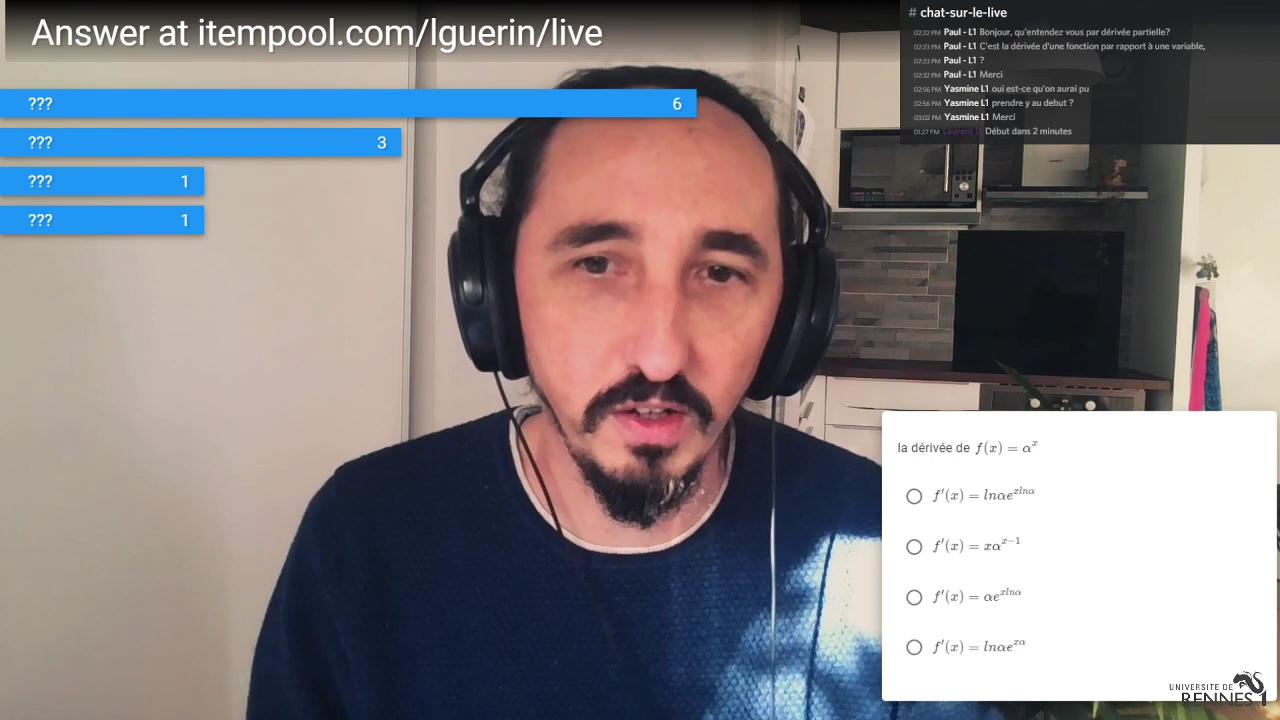 Answer at itempool.com/lguerin/live
??? 6
??? 3
??? 1
??? 1
# chat-sur-le-live
02:22 PM Paul - L1 Bonjour, qu'entendez vous par dérivée partielle?
02:23 PM Paul - L1 C'est la dérivée d'une fonction par rapport à une variable,
02:23 PM Paul - L1 ?
02:32 PM Paul - L1 Merci
02:56 PM Yasmine L1 oui est-ce qu'on aurai pu
02:56 PM Yasmine L1 prendre y au debut ?
03:02 PM Yasmine L1 Merci
01:27 PM Laurent G Début dans 2 minutes
la dérivée de f(x) = α^x
f'(x) = lnαe^{xlnα}
f'(x) = xα^{x−1}
f'(x) = αe^{xlnα}
f'(x) = lnαe^{xα}
UNIVERSITE DE
RENNES 1